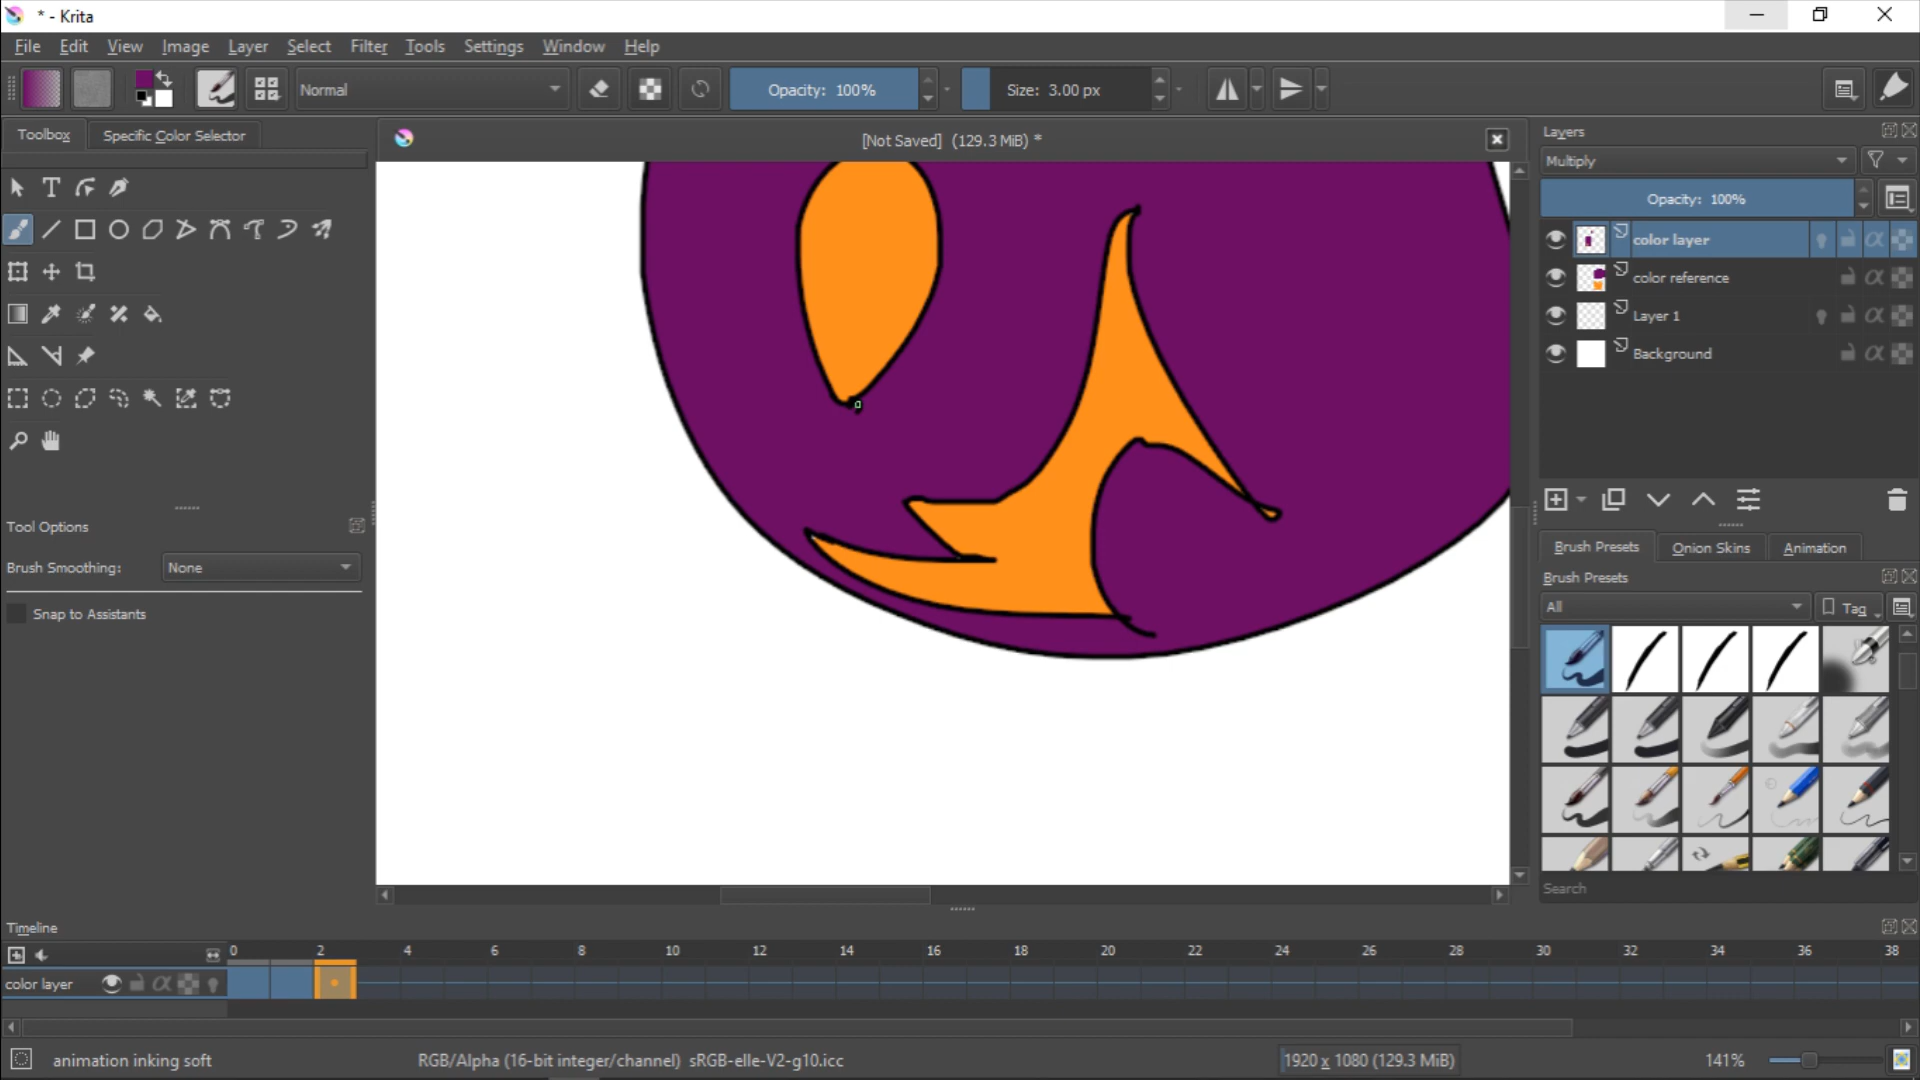 * - Krita
File Edit View Image Layer Select Filter Tools Settings Window Help
Normal Opacity: 100% Size: 3.00 px
Toolbox Specific Color Selector
[Not Saved] (129.3 MiB) *
Layers
Multiply
Opacity: 100%
color layer
color reference
Layer 1
Background
Tool Options
Brush Smoothing: None
Snap to Assistants
Brush Presets Onion Skins Animation
Brush Presets
All Tag
Search
Timeline
0 2 4 6 8 10 12 14 16 18 20 22 24 26 28 30 32 34 36 38
color layer
animation inking soft RGB/Alpha (16-bit integer/channel) sRGB-elle-V2-g10.icc 1920 x 1080 (129.3 MiB) 141%